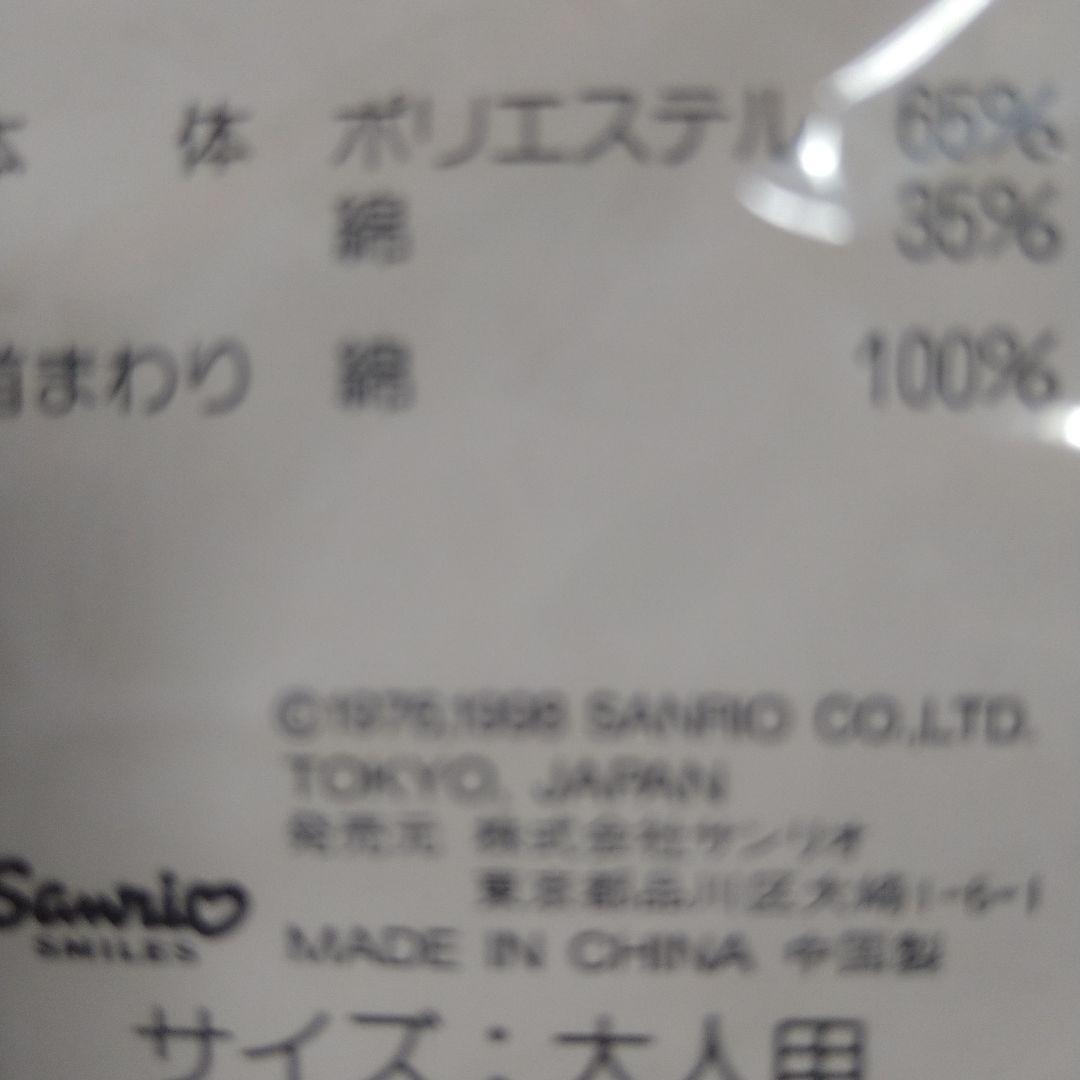 本 体 ポリエステル 65%
綿 35%
首まわり 綿 100%
©1976,1998 SANRIO CO.,LTD.
TOKYO, JAPAN
発売元 株式会社サンリオ
東京都品川区大崎1-6-1
Sanrio
SMILES
MADE IN CHINA 中国製
サイズ：大人用